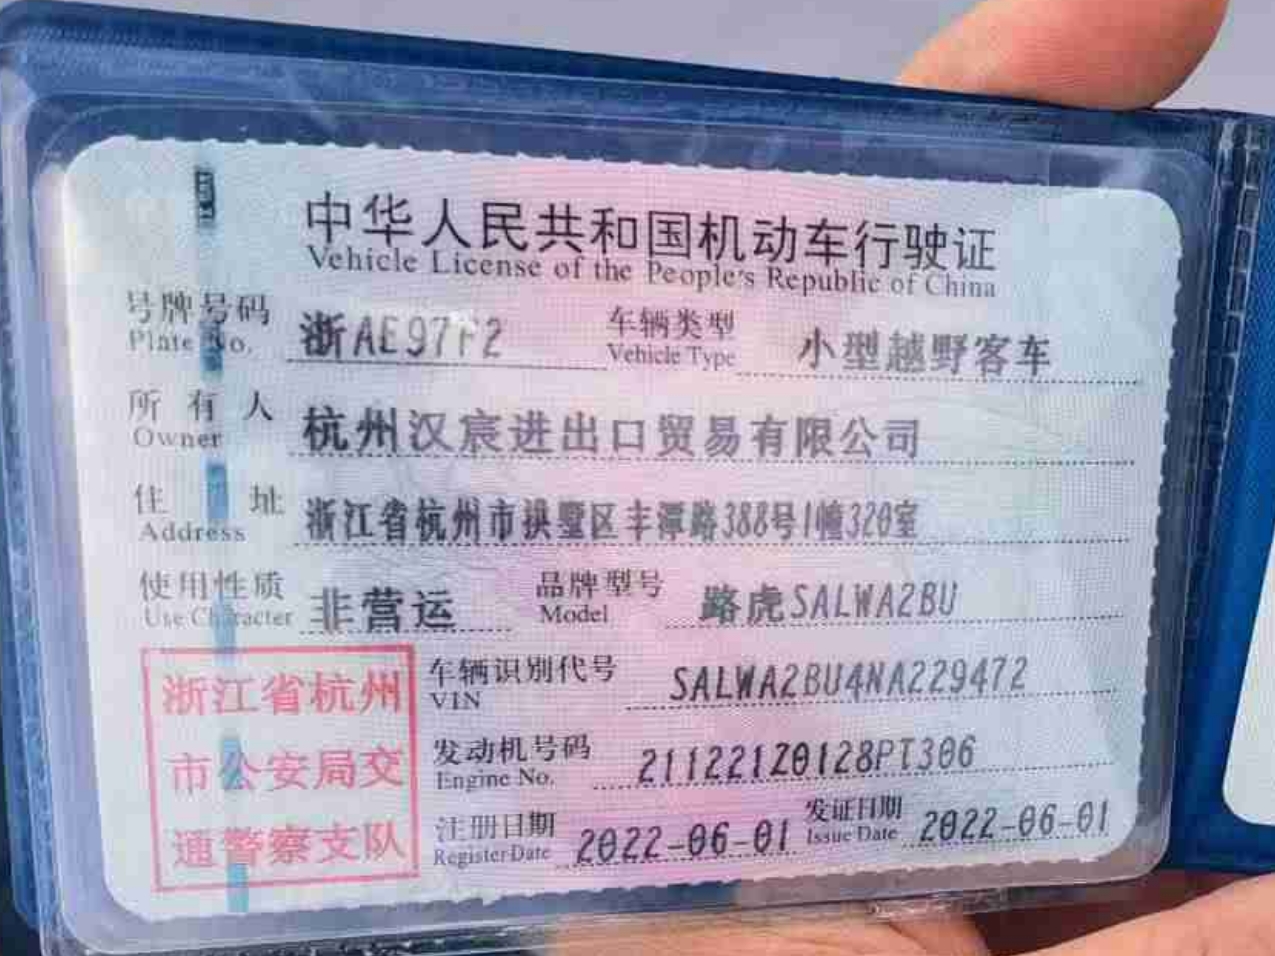 中华人民共和国机动车行驶证
Vehicle License of the People's Republic of China
号牌号码 浙AE97F2 车辆类型 小型越野客车
Plate No. Vehicle Type
所有人 杭州汉宸进出口贸易有限公司
Owner
住址 浙江省杭州市拱墅区丰潭路388号1幢320室
Address
使用性质 非营运 品牌型号 路虎SALWA2BU
Use Character Model
车辆识别代号 SALWA2BU4NA229472
VIN
发动机号码 211221Z0128PT306
Engine No.
注册日期 2022-06-01 发证日期 2022-06-01
Register Date Issue Date
浙江省杭州
市公安局交
通警察支队